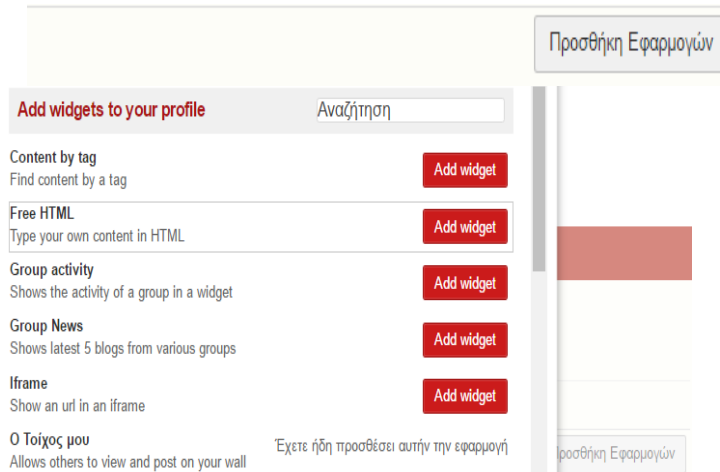 Προσθήκη Εφαρμογών
Add widgets to your profile
Αναζήτηση
Content by tag
Find content by a tag
Add widget
Free HTML
Type your own content in HTML
Add widget
Group activity
Shows the activity of a group in a widget
Add widget
Group News
Shows latest 5 blogs from various groups
Add widget
Iframe
Show an url in an iframe
Add widget
Ο Τοίχος μου
Allows others to view and post on your wall
Έχετε ήδη προσθέσει αυτήν την εφαρμογή
ροσθήκη Εφαρμογών